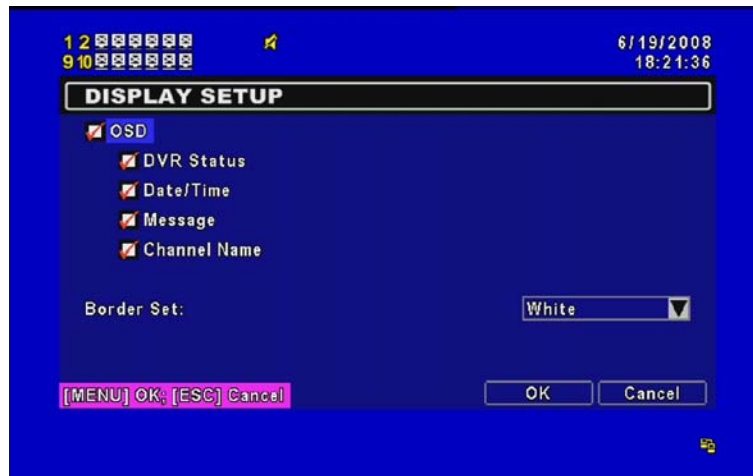 1 2
6/19/2008
9 10
18:21:36
DISPLAY SETUP
OSD
DVR Status
Date/Time
Message
Channel Name
Border Set:
White
[MENU] OK; [ESC] Cancel
OK
Cancel